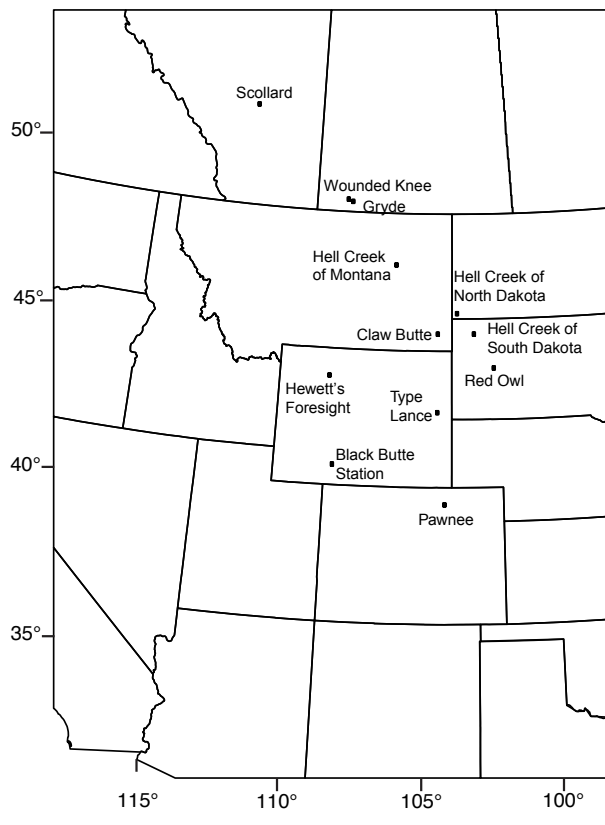 Scollard
50°
Wounded Knee
Gryde
Hell Creek
of Montana
Hell Creek of
North Dakota
45°
Claw Butte
Hell Creek of
South Dakota
Hewett's
Foresight
Type
Lance
Red Owl
Black Butte
Station
40°
Pawnee
35°
115°
110°
105°
100°